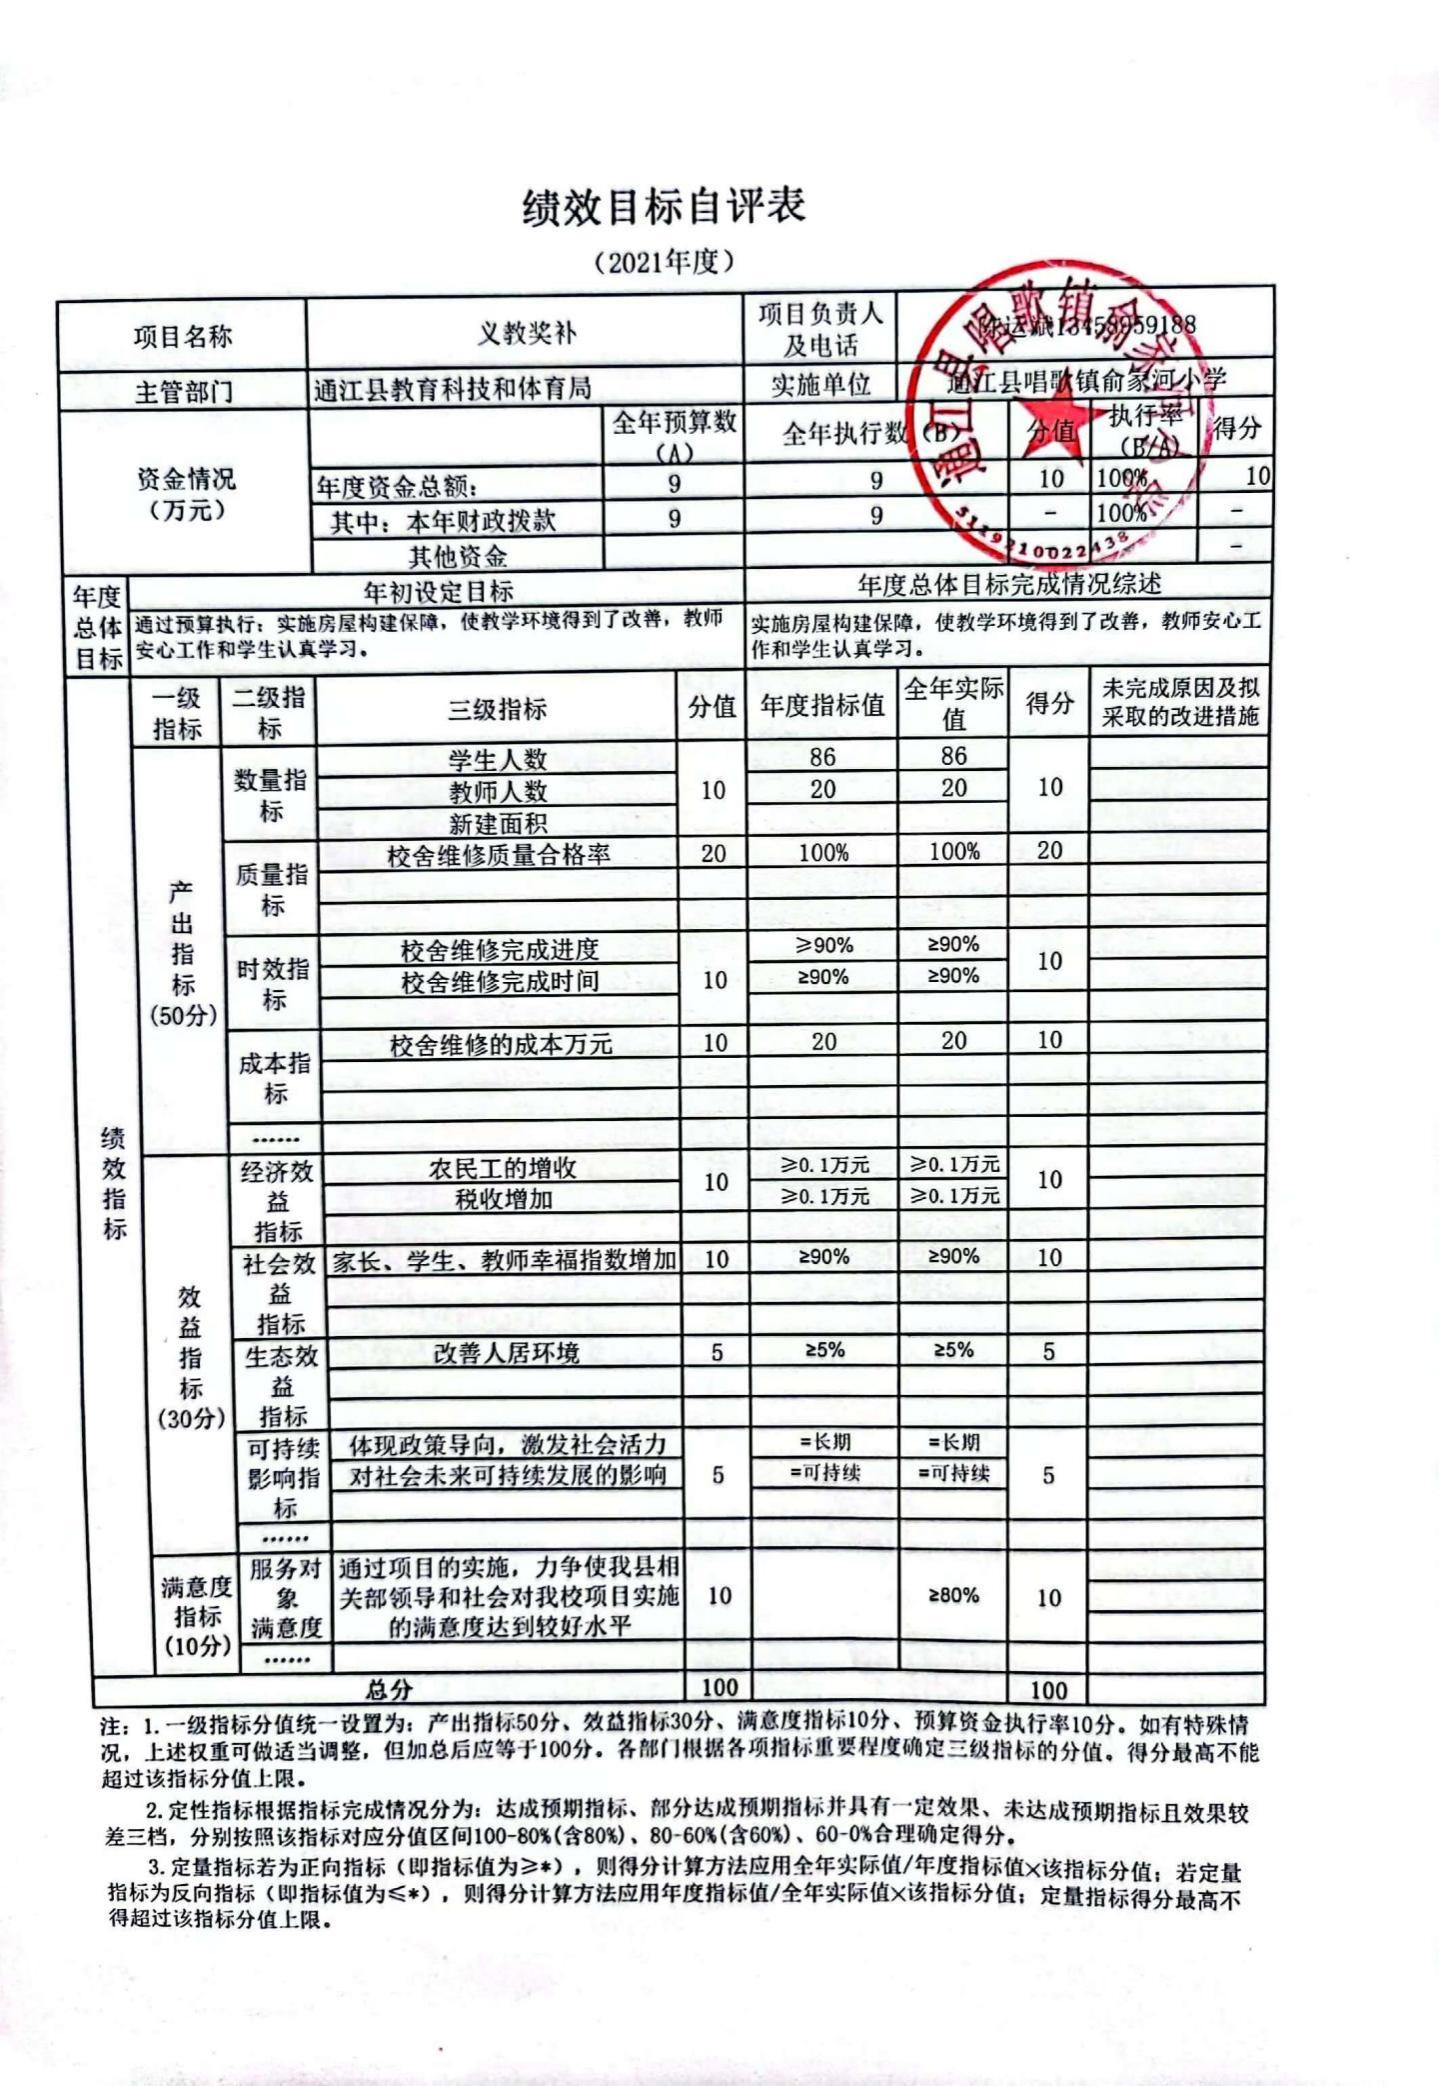 绩效目标自评表
（2021年度）
项目名称 义教奖补 项目负责人及电话 13458959188
主管部门 通江县教育科技和体育局 实施单位 通江县唱歌镇俞家河小学
资金情况（万元） 全年预算数（A） 全年执行数（B） 分值 执行率（B/A） 得分
年度资金总额： 9 9 10 100% 10
其中：本年财政拨款 9 9 - 100% -
其他资金 -
年度总体目标 年初设定目标 年度总体目标完成情况综述
通过预算执行：实施房屋构建保障，使教学环境得到了改善，教师安心工作和学生认真学习。 实施房屋构建保障，使教学环境得到了改善，教师安心工作和学生认真学习。
绩效指标 一级指标 二级指标 三级指标 分值 年度指标值 全年实际值 得分 未完成原因及拟采取的改进措施
产出指标(50分) 数量指标 学生人数 10 86 86 10
教师人数 20 20
新建面积
质量指标 校舍维修质量合格率 20 100% 100% 20
时效指标 校舍维修完成进度 10 ≥90% ≥90% 10
校舍维修完成时间 ≥90% ≥90%
成本指标 校舍维修的成本万元 10 20 20 10
……
效益指标(30分) 经济效益指标 农民工的增收 10 ≥0.1万元 ≥0.1万元 10
税收增加 ≥0.1万元 ≥0.1万元
社会效益指标 家长、学生、教师幸福指数增加 10 ≥90% ≥90% 10
生态效益指标 改善人居环境 5 ≥5% ≥5% 5
可持续影响指标 体现政策导向，激发社会活力 5 =长期 =长期 5
对社会未来可持续发展的影响 =可持续 =可持续
……
满意度指标(10分) 服务对象满意度 通过项目的实施，力争使我县相关部领导和社会对我校项目实施的满意度达到较好水平 10 ≥80% 10
……
总分 100 100
注：1.一级指标分值统一设置为：产出指标50分、效益指标30分、满意度指标10分、预算资金执行率10分。如有特殊情
况，上述权重可做适当调整，但加总后应等于100分。各部门根据各项指标重要程度确定三级指标的分值。得分最高不能
超过该指标分值上限。
2.定性指标根据指标完成情况分为：达成预期指标、部分达成预期指标并具有一定效果、未达成预期指标且效果较
差三档，分别按照该指标对应分值区间100-80%(含80%)、80-60%(含60%)、60-0%合理确定得分。
3.定量指标若为正向指标（即指标值为≥*），则得分计算方法应用全年实际值/年度指标值×该指标分值；若定量
指标为反向指标（即指标值为≤*），则得分计算方法应用年度指标值/全年实际值×该指标分值；定量指标得分最高不
得超过该指标分值上限。
通江县唱歌镇俞家河小学
5119210022438